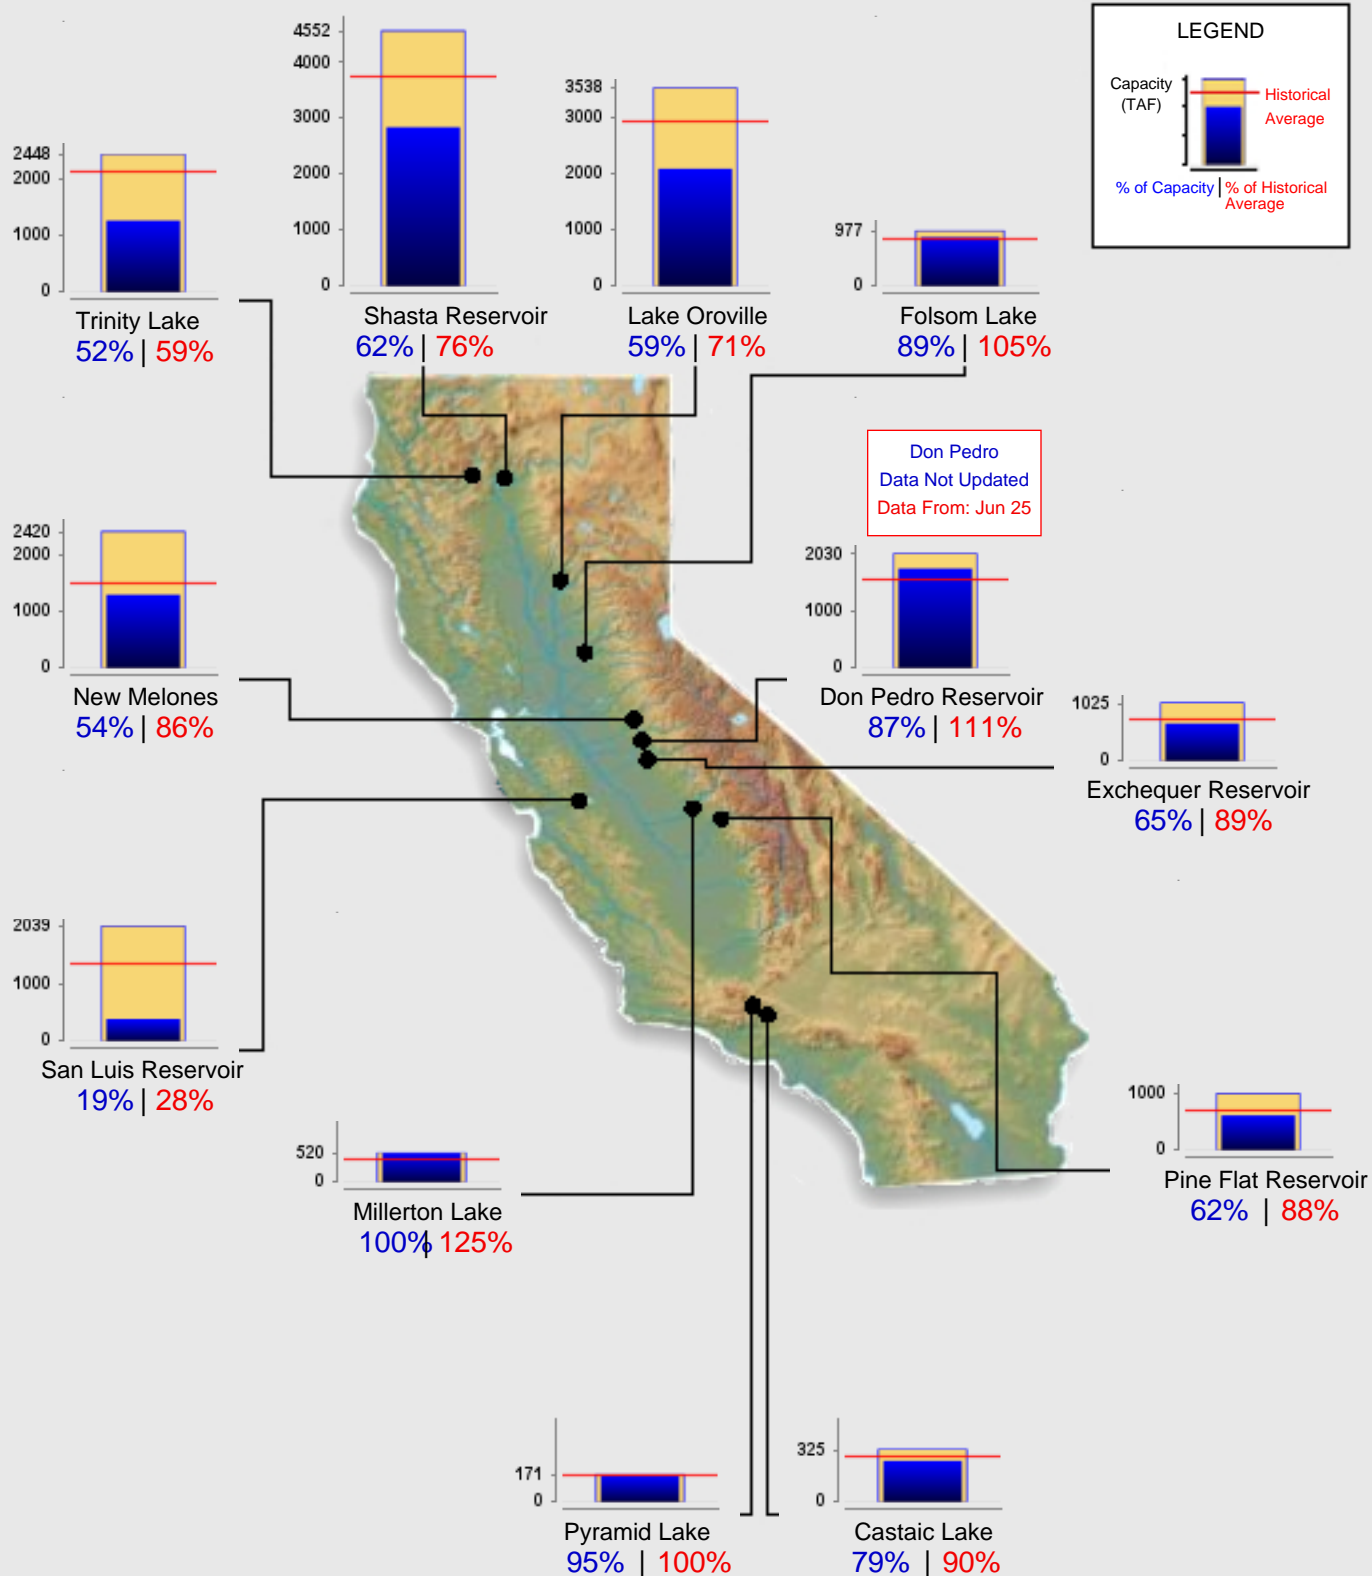 LEGEND
Capacity
(TAF)
Historical
Average
% of Capacity | % of Historical
Average
4552
4000
3000
2000
1000
0
Shasta Reservoir
62% | 76%
3538
3000
2000
1000
0
Lake Oroville
59% | 71%
2448
2000
1000
0
Trinity Lake
52% | 59%
977
0
Folsom Lake
89% | 105%
Don Pedro
Data Not Updated
Data From: Jun 25
2420
2000
1000
0
New Melones
54% | 86%
2030
1000
0
Don Pedro Reservoir
87% | 111%
1025
0
Exchequer Reservoir
65% | 89%
2039
1000
0
San Luis Reservoir
19% | 28%
520
0
Millerton Lake
100% | 125%
1000
0
Pine Flat Reservoir
62% | 88%
171
0
Pyramid Lake
95% | 100%
325
0
Castaic Lake
79% | 90%